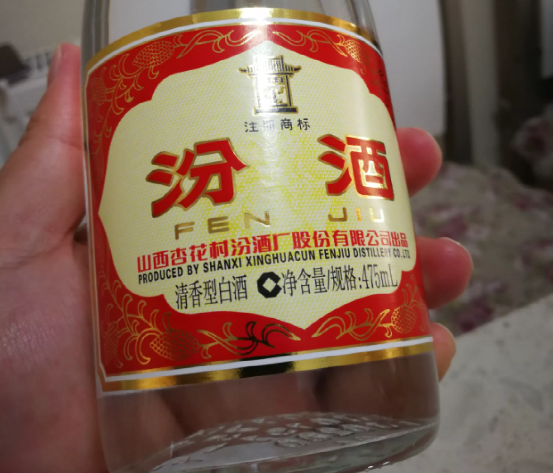 注册商标
汾酒
FEN JIU
山西杏花村汾酒厂股份有限公司出品
PRODUCED BY SHANXI XINGHUACUN FENJIU DISTILLERY CO.,LTD
清香型白酒 净含量/规格:475mL